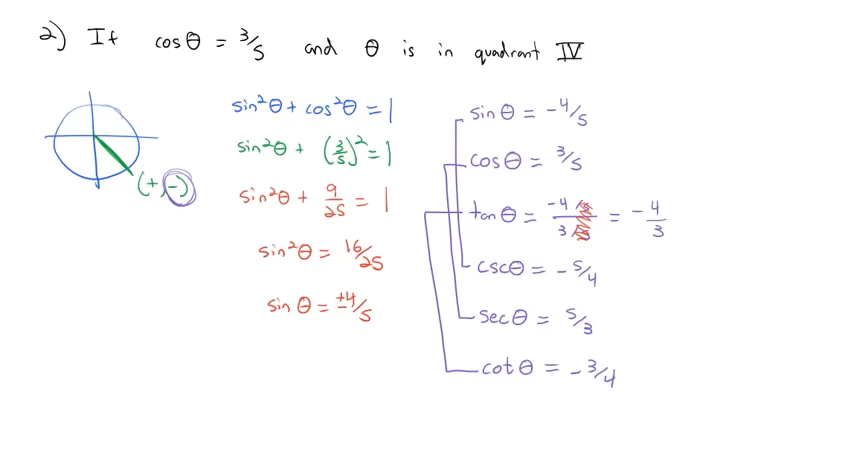 2) If cosθ = 3/5 and θ is in quadrant IV
(+, -)
sin²θ + cos²θ = 1
sin²θ + (3/5)² = 1
sin²θ + 9/25 = 1
sin²θ = 16/25
sin θ = ±4/5
sin θ = -4/5
cos θ = 3/5
tan θ = (-4/5)/(3/5) = -4/3
csc θ = -5/4
sec θ = 5/3
cot θ = -3/4